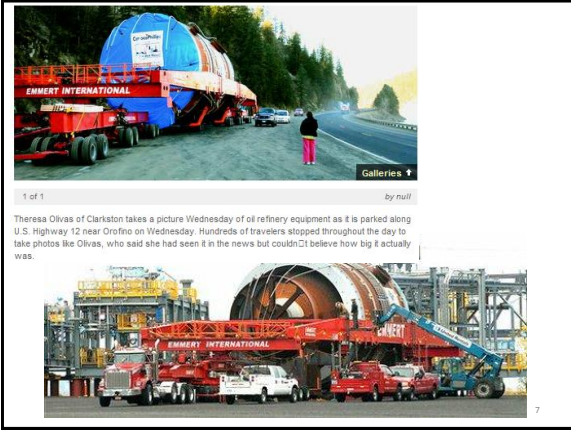 ConocoPhillips
EMMERT INTERNATIONAL
Galleries
1 of 1
by null
Theresa Olivas of Clarkston takes a picture Wednesday of oil refinery equipment as it is parked along
U.S. Highway 12 near Orofino on Wednesday. Hundreds of travelers stopped throughout the day to
take photos like Olivas, who said she had seen it in the news but couldn□t believe how big it actually
was.
EMMERT INTERNATIONAL
EMMERT
7